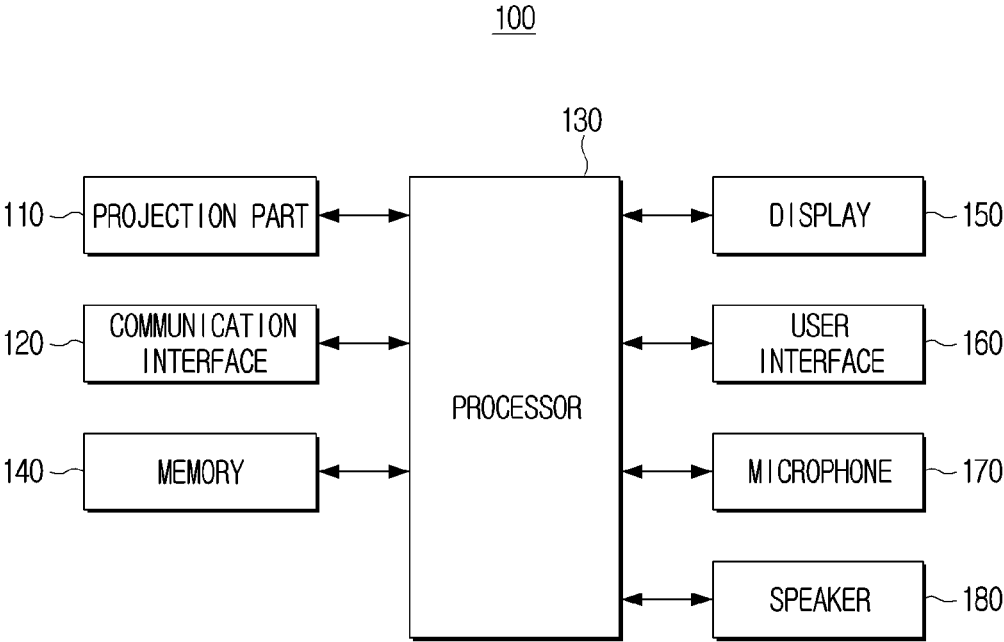 100
130
110
PROJECTION PART
DISPLAY
150
120
COMMUNICATION
INTERFACE
USER
INTERFACE
160
PROCESSOR
140
MEMORY
MICROPHONE
170
SPEAKER
180